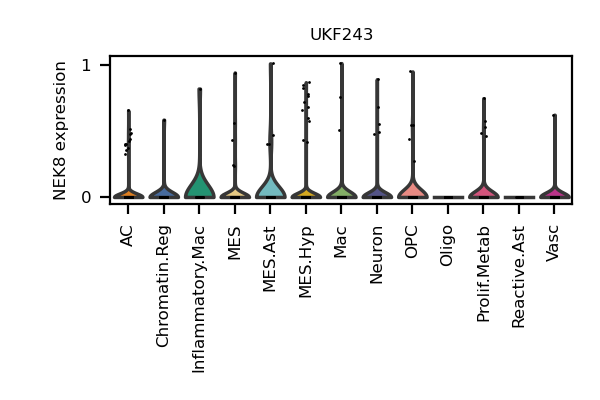 UKF243
NEK8 expression
1
0
AC
Chromatin.Reg
Inflammatory.Mac
MES
MES.Ast
MES.Hyp
Mac
Neuron
OPC
Oligo
Prolif.Metab
Reactive.Ast
Vasc